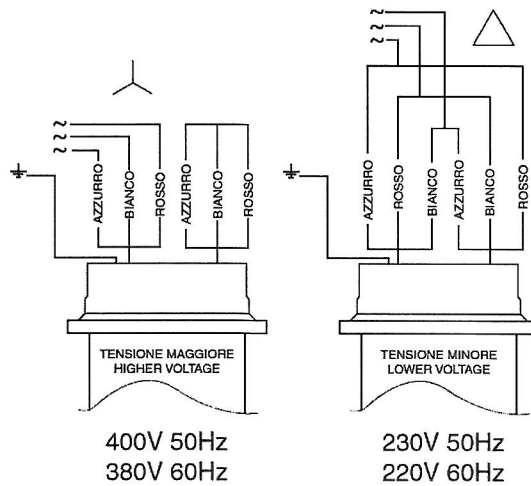 AZZURRO
BIANCO
ROSSO
AZZURRO
BIANCO
ROSSO
TENSIONE MAGGIORE
HIGHER VOLTAGE
400V 50Hz
380V 60Hz
AZZURRO
ROSSO
BIANCO
AZZURRO
BIANCO
ROSSO
TENSIONE MINORE
LOWER VOLTAGE
230V 50Hz
220V 60Hz